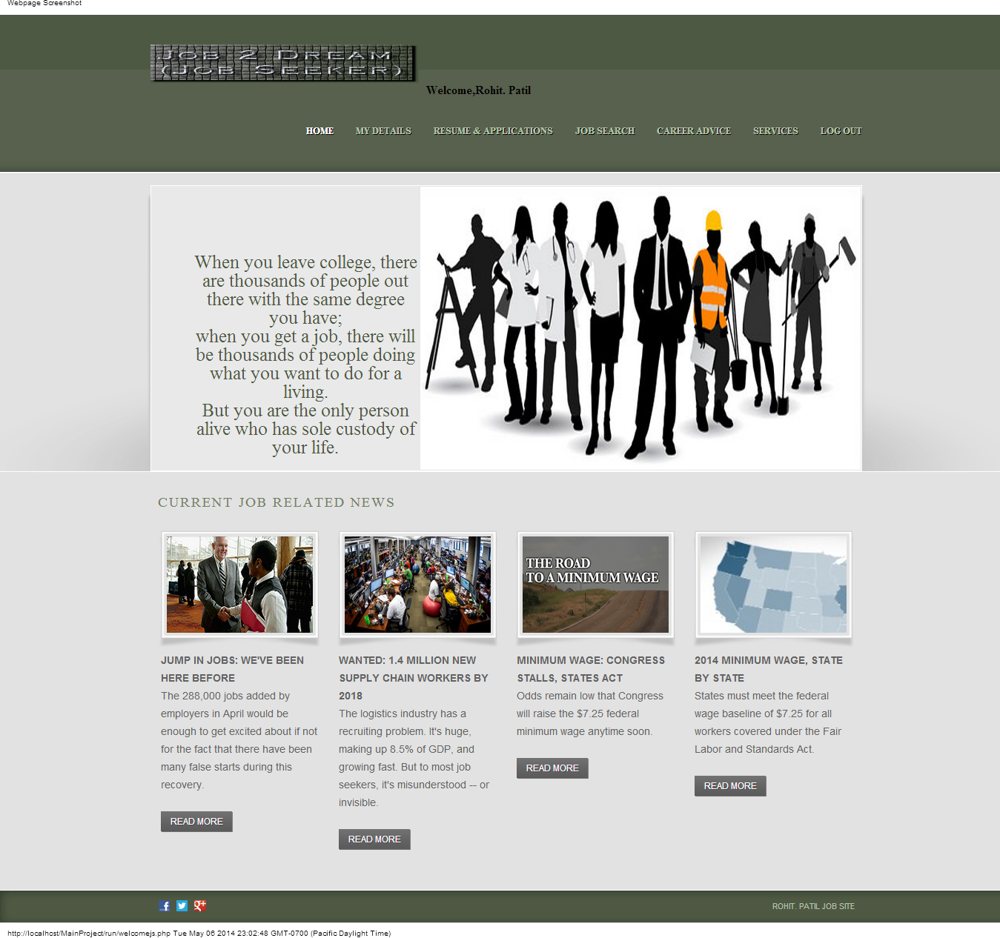 Webpage Screenshot
Job 2 Dream
(Job Seeker)
Welcome,Rohit. Patil
HOME MY DETAILS RESUME & APPLICATIONS JOB SEARCH CAREER ADVICE SERVICES LOG OUT
When you leave college, there
are thousands of people out
there with the same degree
you have;
when you get a job, there will
be thousands of people doing
what you want to do for a
living.
But you are the only person
alive who has sole custody of
your life.
CURRENT JOB RELATED NEWS
JUMP IN JOBS: WE'VE BEEN
HERE BEFORE
The 288,000 jobs added by
employers in April would be
enough to get excited about if not
for the fact that there have been
many false starts during this
recovery.
READ MORE
WANTED: 1.4 MILLION NEW
SUPPLY CHAIN WORKERS BY
2018
The logistics industry has a
recruiting problem. It's huge,
making up 8.5% of GDP, and
growing fast. But to most job
seekers, it's misunderstood -- or
invisible.
READ MORE
THE ROAD
TO A MINIMUM WAGE
MINIMUM WAGE: CONGRESS
STALLS, STATES ACT
Odds remain low that Congress
will raise the $7.25 federal
minimum wage anytime soon.
READ MORE
2014 MINIMUM WAGE, STATE
BY STATE
States must meet the federal
wage baseline of $7.25 for all
workers covered under the Fair
Labor and Standards Act.
READ MORE
ROHIT. PATIL JOB SITE
http://localhost/MainProject/run/welcomejs.php Tue May 06 2014 23:02:48 GMT-0700 (Pacific Daylight Time)